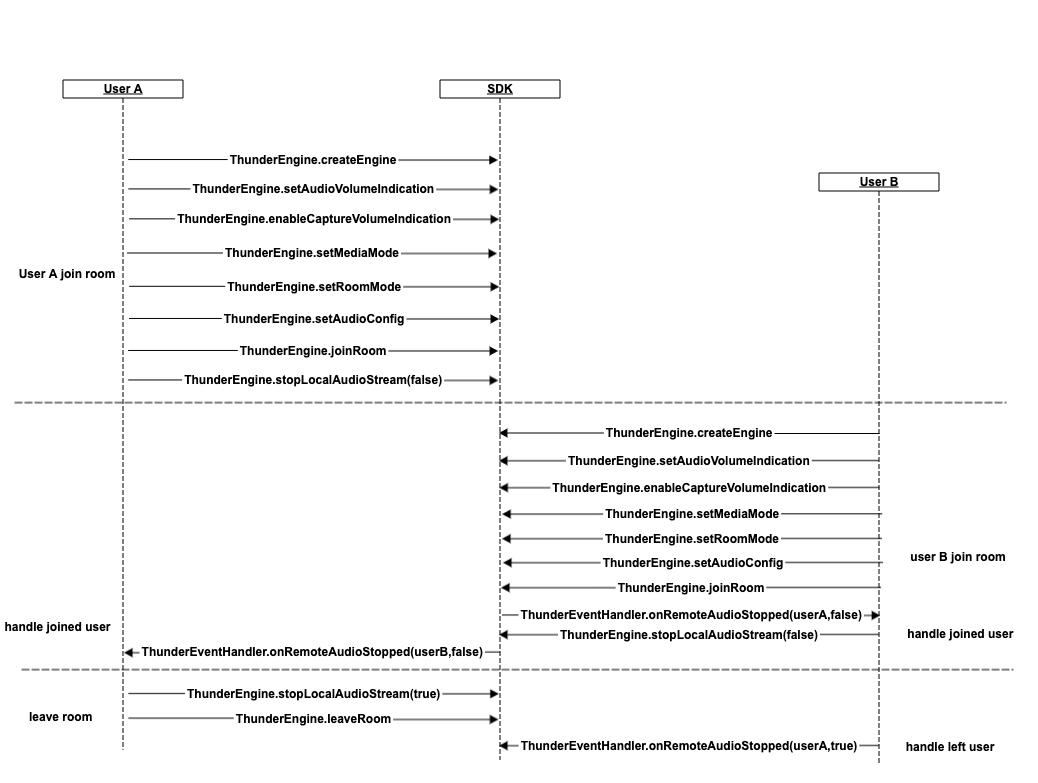 User A
SDK
ThunderEngine.createEngine
User B
ThunderEngine.setAudioVolumeIndication
ThunderEngine.enableCaptureVolumeIndication
ThunderEngine.setMediaMode
User A join room
ThunderEngine.setRoomMode
ThunderEngine.setAudioConfig
ThunderEngine.joinRoom
ThunderEngine.stopLocalAudioStream(false)
ThunderEngine.createEngine
ThunderEngine.setAudioVolumeIndication
ThunderEngine.enableCaptureVolumeIndication
ThunderEngine.setMediaMode
ThunderEngine.setRoomMode
user B join room
ThunderEngine.setAudioConfig
ThunderEngine.joinRoom
ThunderEventHandler.onRemoteAudioStopped(userA,false)
handle joined user
ThunderEngine.stopLocalAudioStream(false)
handle joined user
ThunderEventHandler.onRemoteAudioStopped(userB,false)
ThunderEngine.stopLocalAudioStream(true)
leave room
ThunderEngine.leaveRoom
ThunderEventHandler.onRemoteAudioStopped(userA,true)
handle left user